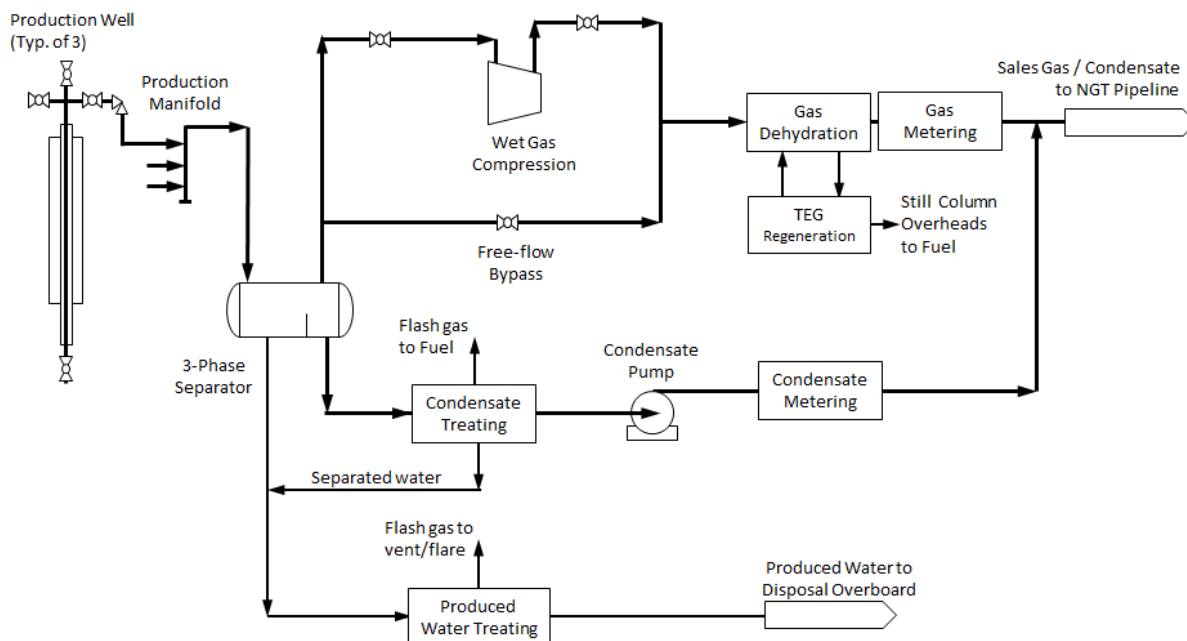 Production Well
(Typ. of 3)
Production
Manifold
Wet Gas
Compression
Free-flow
Bypass
Gas
Dehydration
Gas
Metering
Sales Gas / Condensate
to NGT Pipeline
TEG
Regeneration
Still Column
Overheads
to Fuel
3-Phase
Separator
Flash gas
to Fuel
Condensate
Treating
Condensate
Pump
Condensate
Metering
Separated water
Flash gas to
vent/flare
Produced
Water Treating
Produced Water to
Disposal Overboard